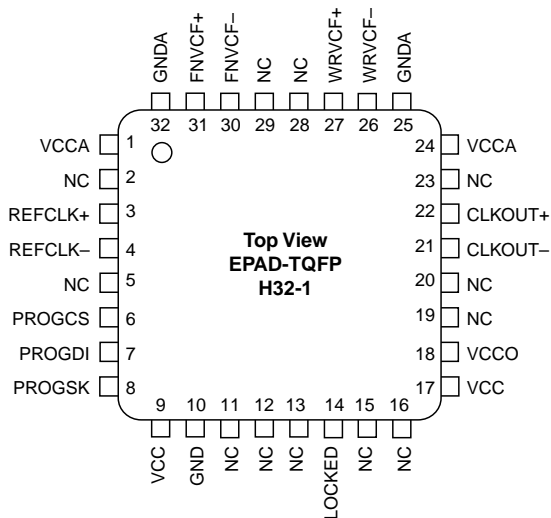 GNDA
FNVCF+
FNVCF–
NC
NC
WRVCF+
WRVCF–
GNDA
32 31 30 29 28 27 26 25
VCCA 1 24 VCCA
NC 2 23 NC
REFCLK+ 3 22 CLKOUT+
REFCLK– 4 21 CLKOUT–
NC 5 20 NC
PROGCS 6 19 NC
PROGDI 7 18 VCCO
PROGSK 8 17 VCC
Top View
EPAD-TQFP
H32-1
9 10 11 12 13 14 15 16
VCC
GND
NC
NC
NC
LOCKED
NC
NC